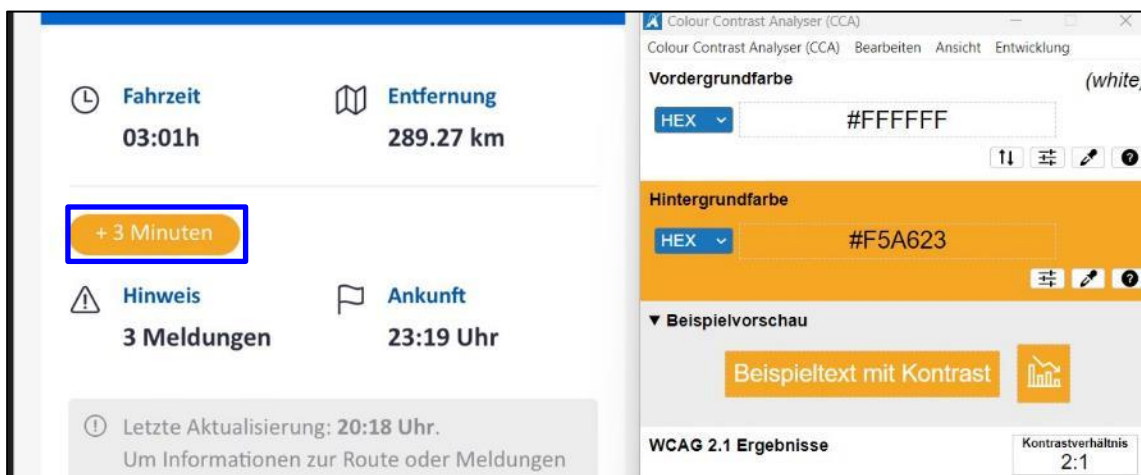 Fahrzeit
03:01h
Entfernung
289.27 km
+ 3 Minuten
Hinweis
3 Meldungen
Ankunft
23:19 Uhr
Letzte Aktualisierung: 20:18 Uhr.
Um Informationen zur Route oder Meldungen
Colour Contrast Analyser (CCA)
Colour Contrast Analyser (CCA) Bearbeiten Ansicht Entwicklung
Vordergrundfarbe (white)
HEX #FFFFFF
Hintergrundfarbe
HEX #F5A623
▼ Beispielvorschau
Beispieltext mit Kontrast
WCAG 2.1 Ergebnisse
Kontrastverhältnis
2:1